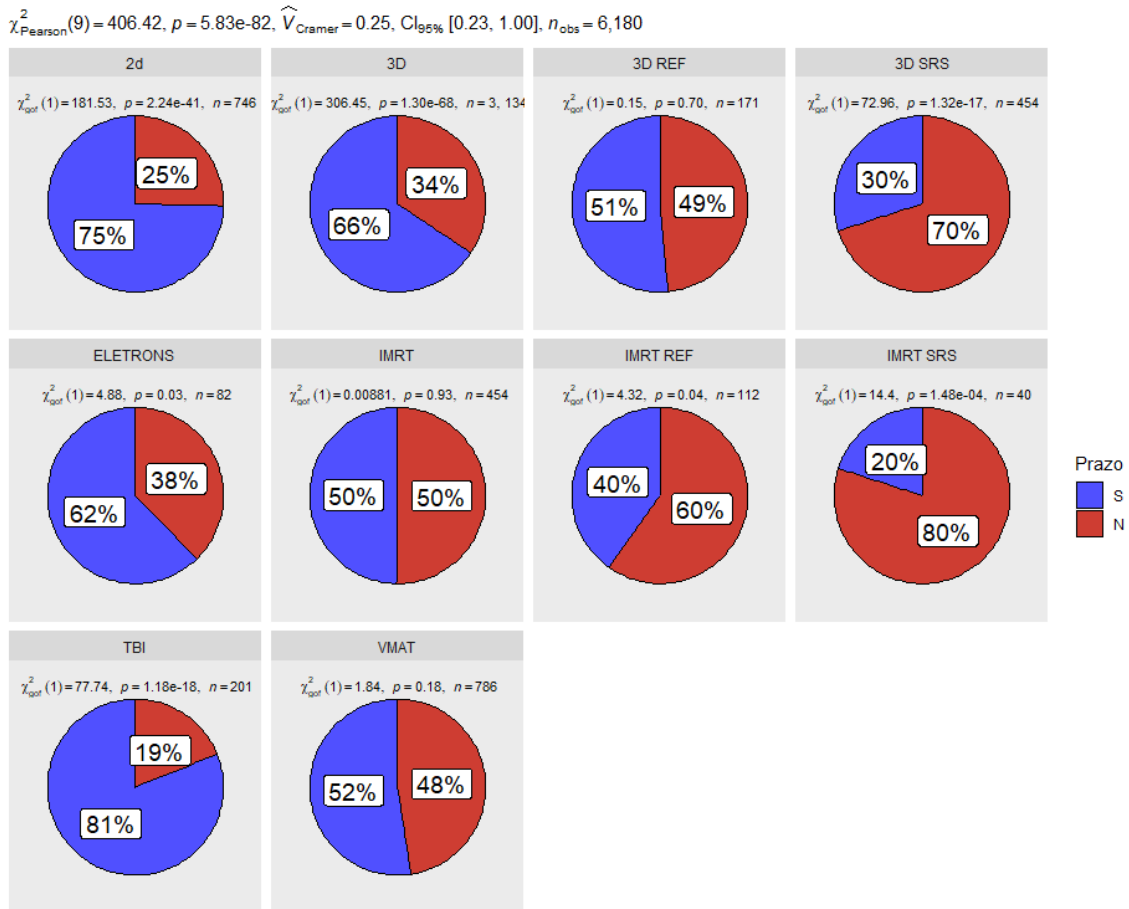 χ²Pearson(9) = 406.42, p = 5.83e-82, V̂Cramer = 0.25, CI95% [0.23, 1.00], nobs = 6,180
2d
3D
3D REF
3D SRS
χ²gof (1) = 181.53, p = 2.24e-41, n = 746
χ²gof (1) = 306.45, p = 1.30e-68, n = 3, 134
χ²gof (1) = 0.15, p = 0.70, n = 171
χ²gof (1) = 72.96, p = 1.32e-17, n = 454
25%
75%
34%
66%
51%
49%
30%
70%
ELETRONS
IMRT
IMRT REF
IMRT SRS
χ²gof (1) = 4.88, p = 0.03, n = 82
χ²gof (1) = 0.00881, p = 0.93, n = 454
χ²gof (1) = 4.32, p = 0.04, n = 112
χ²gof (1) = 14.4, p = 1.48e-04, n = 40
38%
62%
50%
50%
40%
60%
20%
80%
Prazo
S
N
TBI
VMAT
χ²gof (1) = 77.74, p = 1.18e-18, n = 201
χ²gof (1) = 1.84, p = 0.18, n = 786
19%
81%
52%
48%